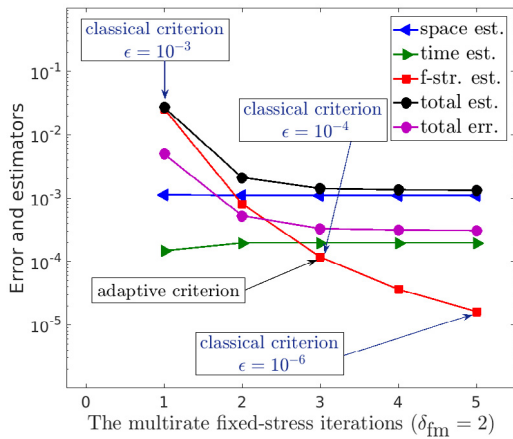 classical criterion
ϵ = 10⁻³
space est.
time est.
f-str. est.
total est.
total err.
classical criterion
ϵ = 10⁻⁴
adaptive criterion
classical criterion
ϵ = 10⁻⁶
Error and estimators
10⁻¹
10⁻²
10⁻³
10⁻⁴
10⁻⁵
0 1 2 3 4 5
The multirate fixed-stress iterations (δ_fm = 2)